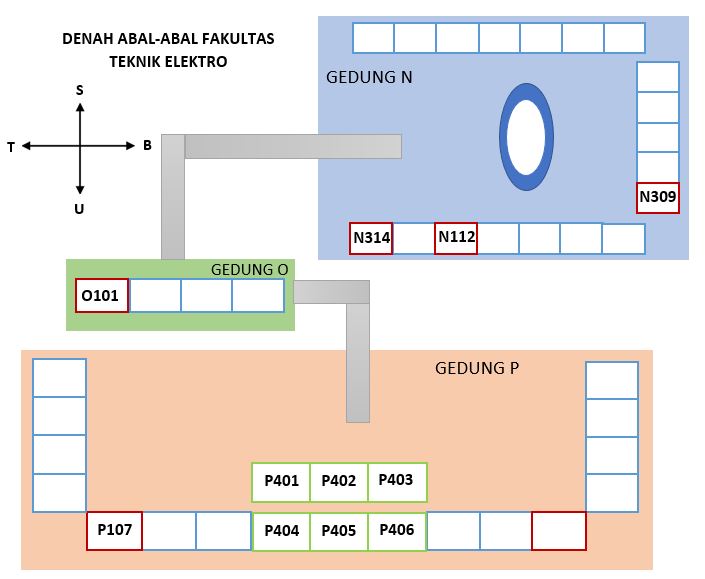 DENAH ABAL-ABAL FAKULTAS
TEKNIK ELEKTRO
S
T
B
U
GEDUNG N
N309
N314
N112
GEDUNG O
O101
GEDUNG P
P401 P402 P403
P107
P404 P405 P406